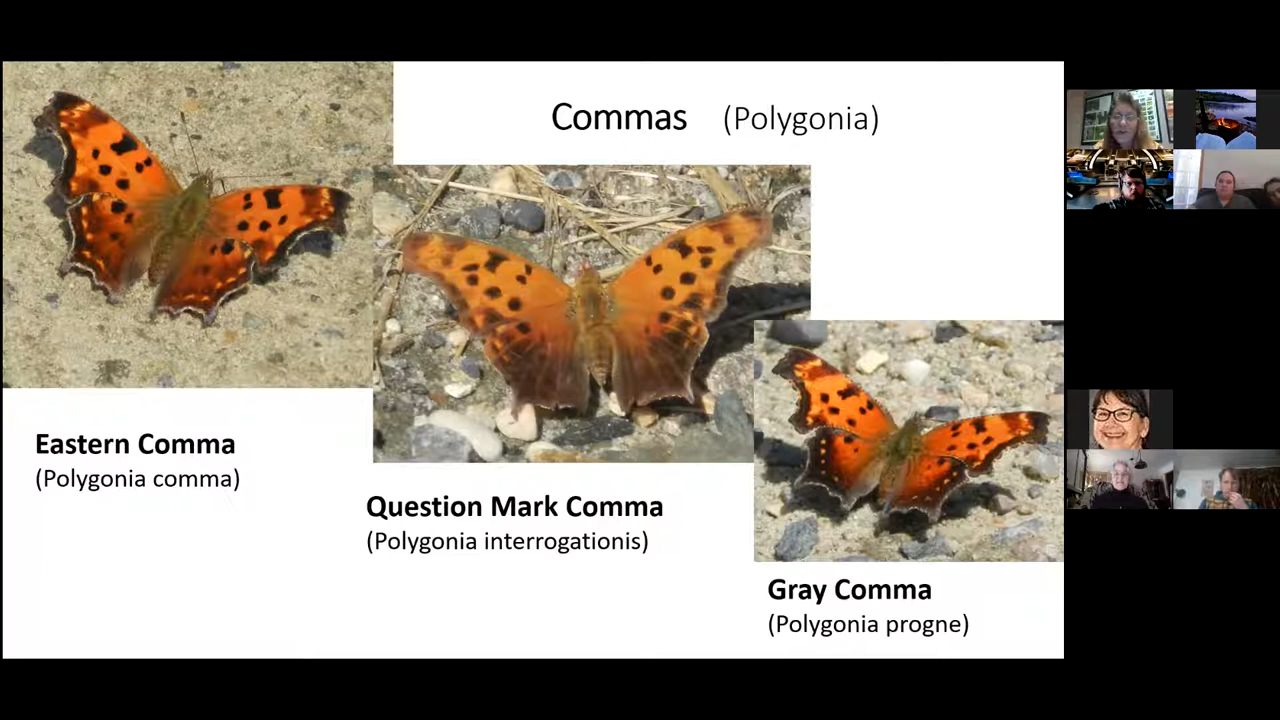 Commas (Polygonia)
Eastern Comma
(Polygonia comma)
Question Mark Comma
(Polygonia interrogationis)
Gray Comma
(Polygonia progne)